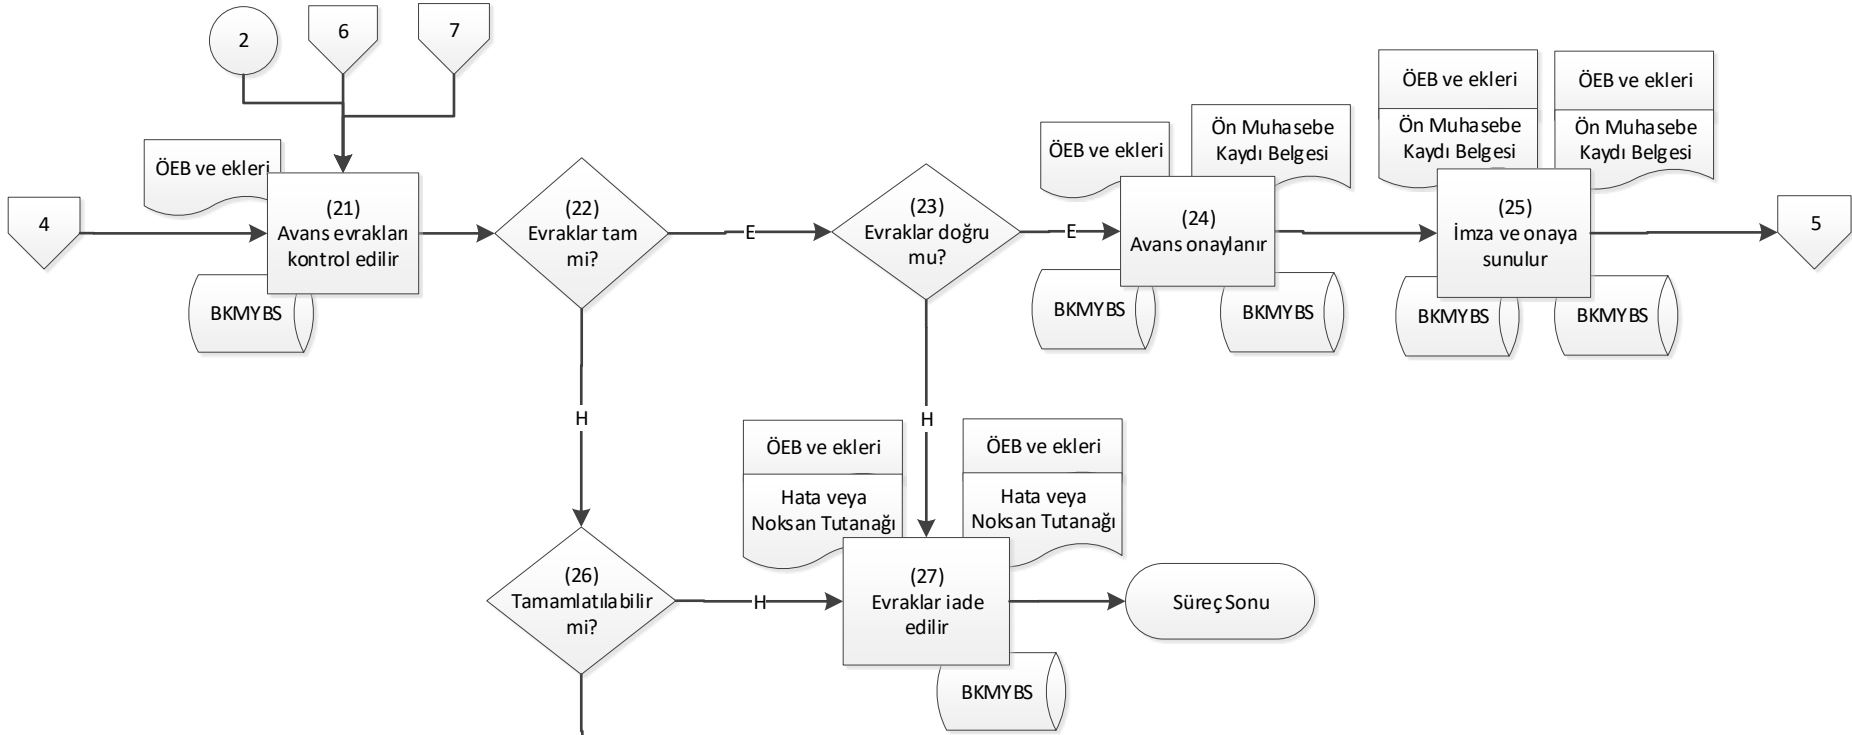 2
6
7
4
ÖEB ve ekleri
(21)
Avans evrakları
kontrol edilir
BKMYBS
(22)
Evraklar tam
mi?
E
(23)
Evraklar doğru
mu?
E
ÖEB ve ekleri
Ön Muhasebe
Kaydı Belgesi
(24)
Avans onaylanır
BKMYBS
BKMYBS
ÖEB ve ekleri
Ön Muhasebe
Kaydı Belgesi
ÖEB ve ekleri
Ön Muhasebe
Kaydı Belgesi
(25)
İmza ve onaya
sunulur
BKMYBS
BKMYBS
5
H
H
ÖEB ve ekleri
Hata veya
Noksan Tutanağı
ÖEB ve ekleri
Hata veya
Noksan Tutanağı
(26)
Tamamlatılabilir
mi?
H
(27)
Evraklar iade
edilir
BKMYBS
Süreç Sonu